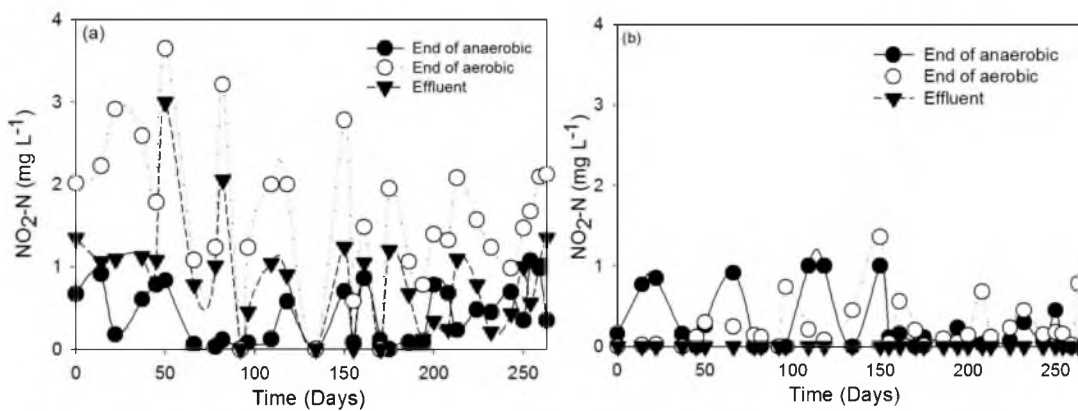 (a)
End of anaerobic
End of aerobic
Effluent
NO2-N (mg L⁻¹)
4
3
2
1
0
0 50 100 150 200 250
Time (Days)
(b)
End of anaerobic
End of aerobic
Effluent
NO2-N (mg L⁻¹)
4
3
2
1
0
0 50 100 150 200 250
Time (Days)